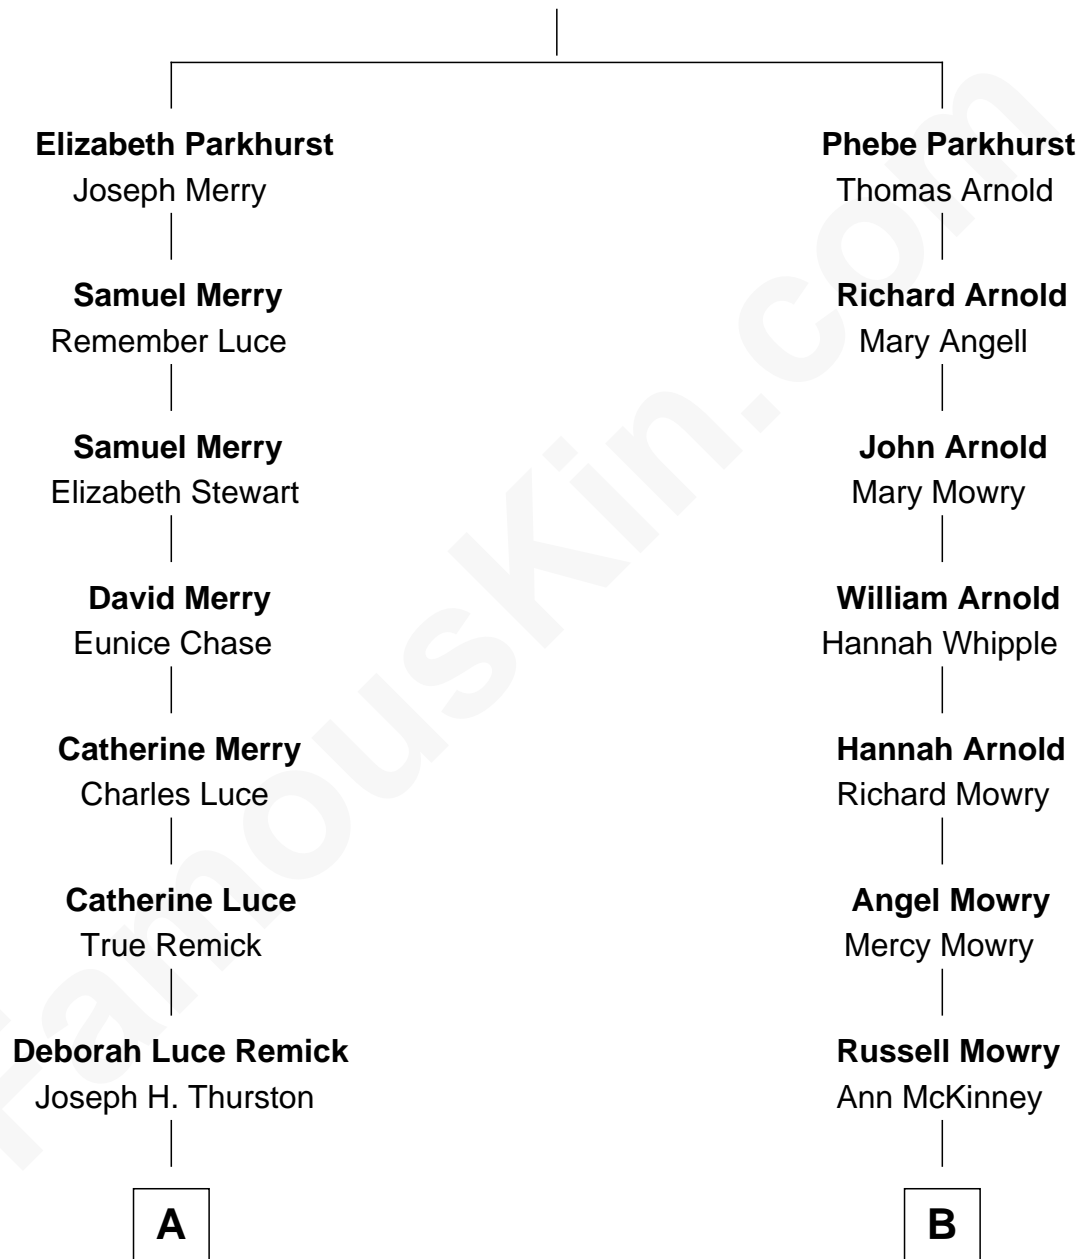 Elizabeth Parkhurst
Joseph Merry
Samuel Merry
Remember Luce
Samuel Merry
Elizabeth Stewart
David Merry
Eunice Chase
Catherine Merry
Charles Luce
Catherine Luce
True Remick
Deborah Luce Remick
Joseph H. Thurston
A
Phebe Parkhurst
Thomas Arnold
Richard Arnold
Mary Angell
John Arnold
Mary Mowry
William Arnold
Hannah Whipple
Hannah Arnold
Richard Mowry
Angel Mowry
Mercy Mowry
Russell Mowry
Ann McKinney
B
FamousKin.com